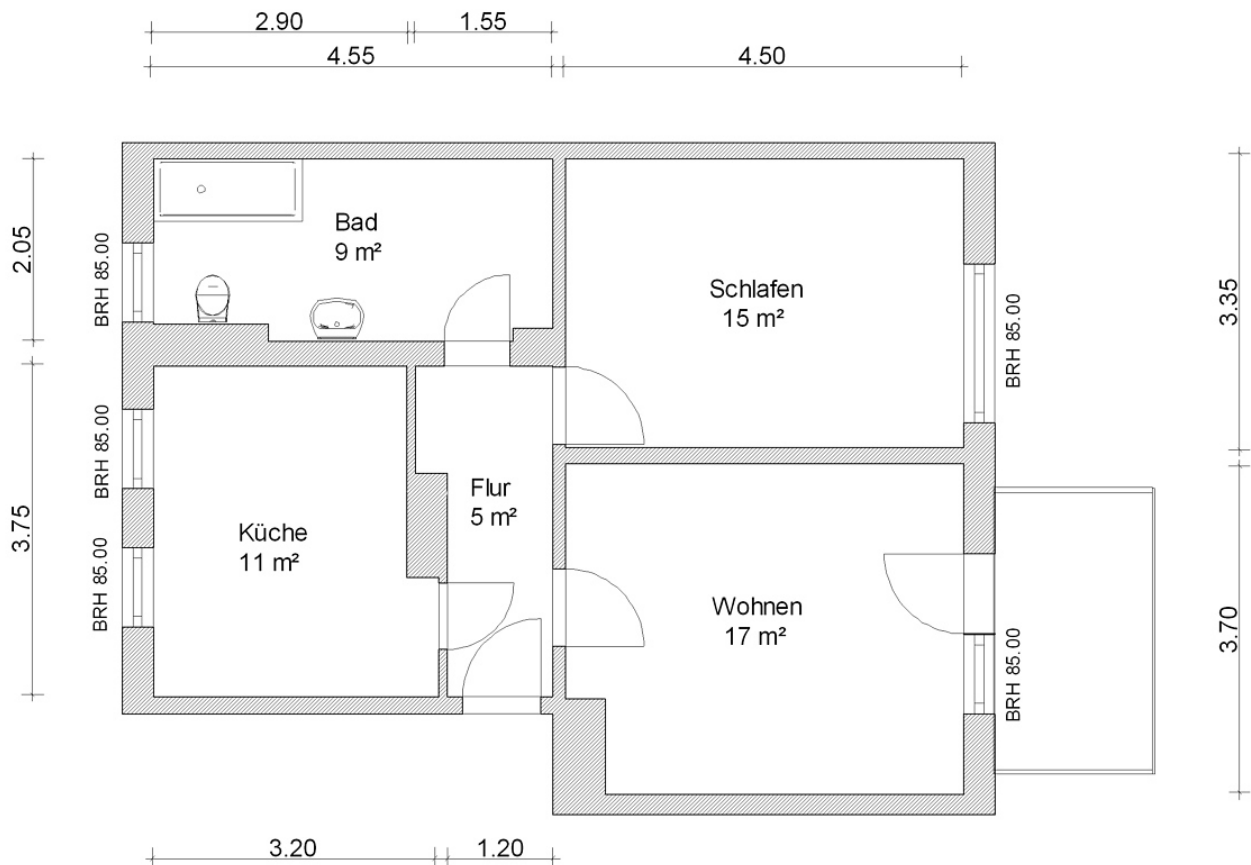 2.90
1.55
4.55
4.50
2.05
3.75
3.35
3.70
BRH 85.00
Bad
9 m²
Schlafen
15 m²
BRH 85.00
BRH 85.00
Flur
5 m²
Küche
11 m²
BRH 85.00
Wohnen
17 m²
BRH 85.00
3.20
1.20